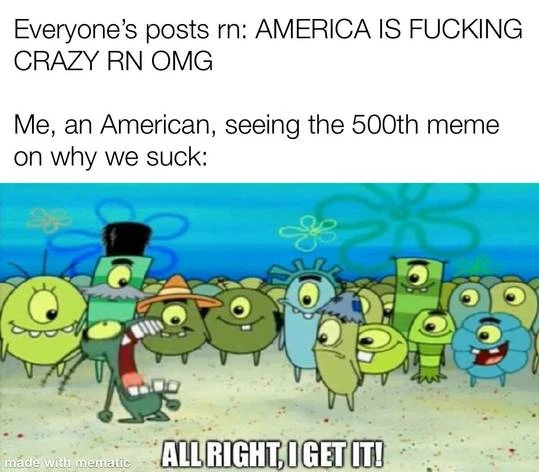 Everyone’s posts rn: AMERICA IS FUCKING
CRAZY RN OMG
Me, an American, seeing the 500th meme
on why we suck:
ALL RIGHT, I GET IT!
made with mematic